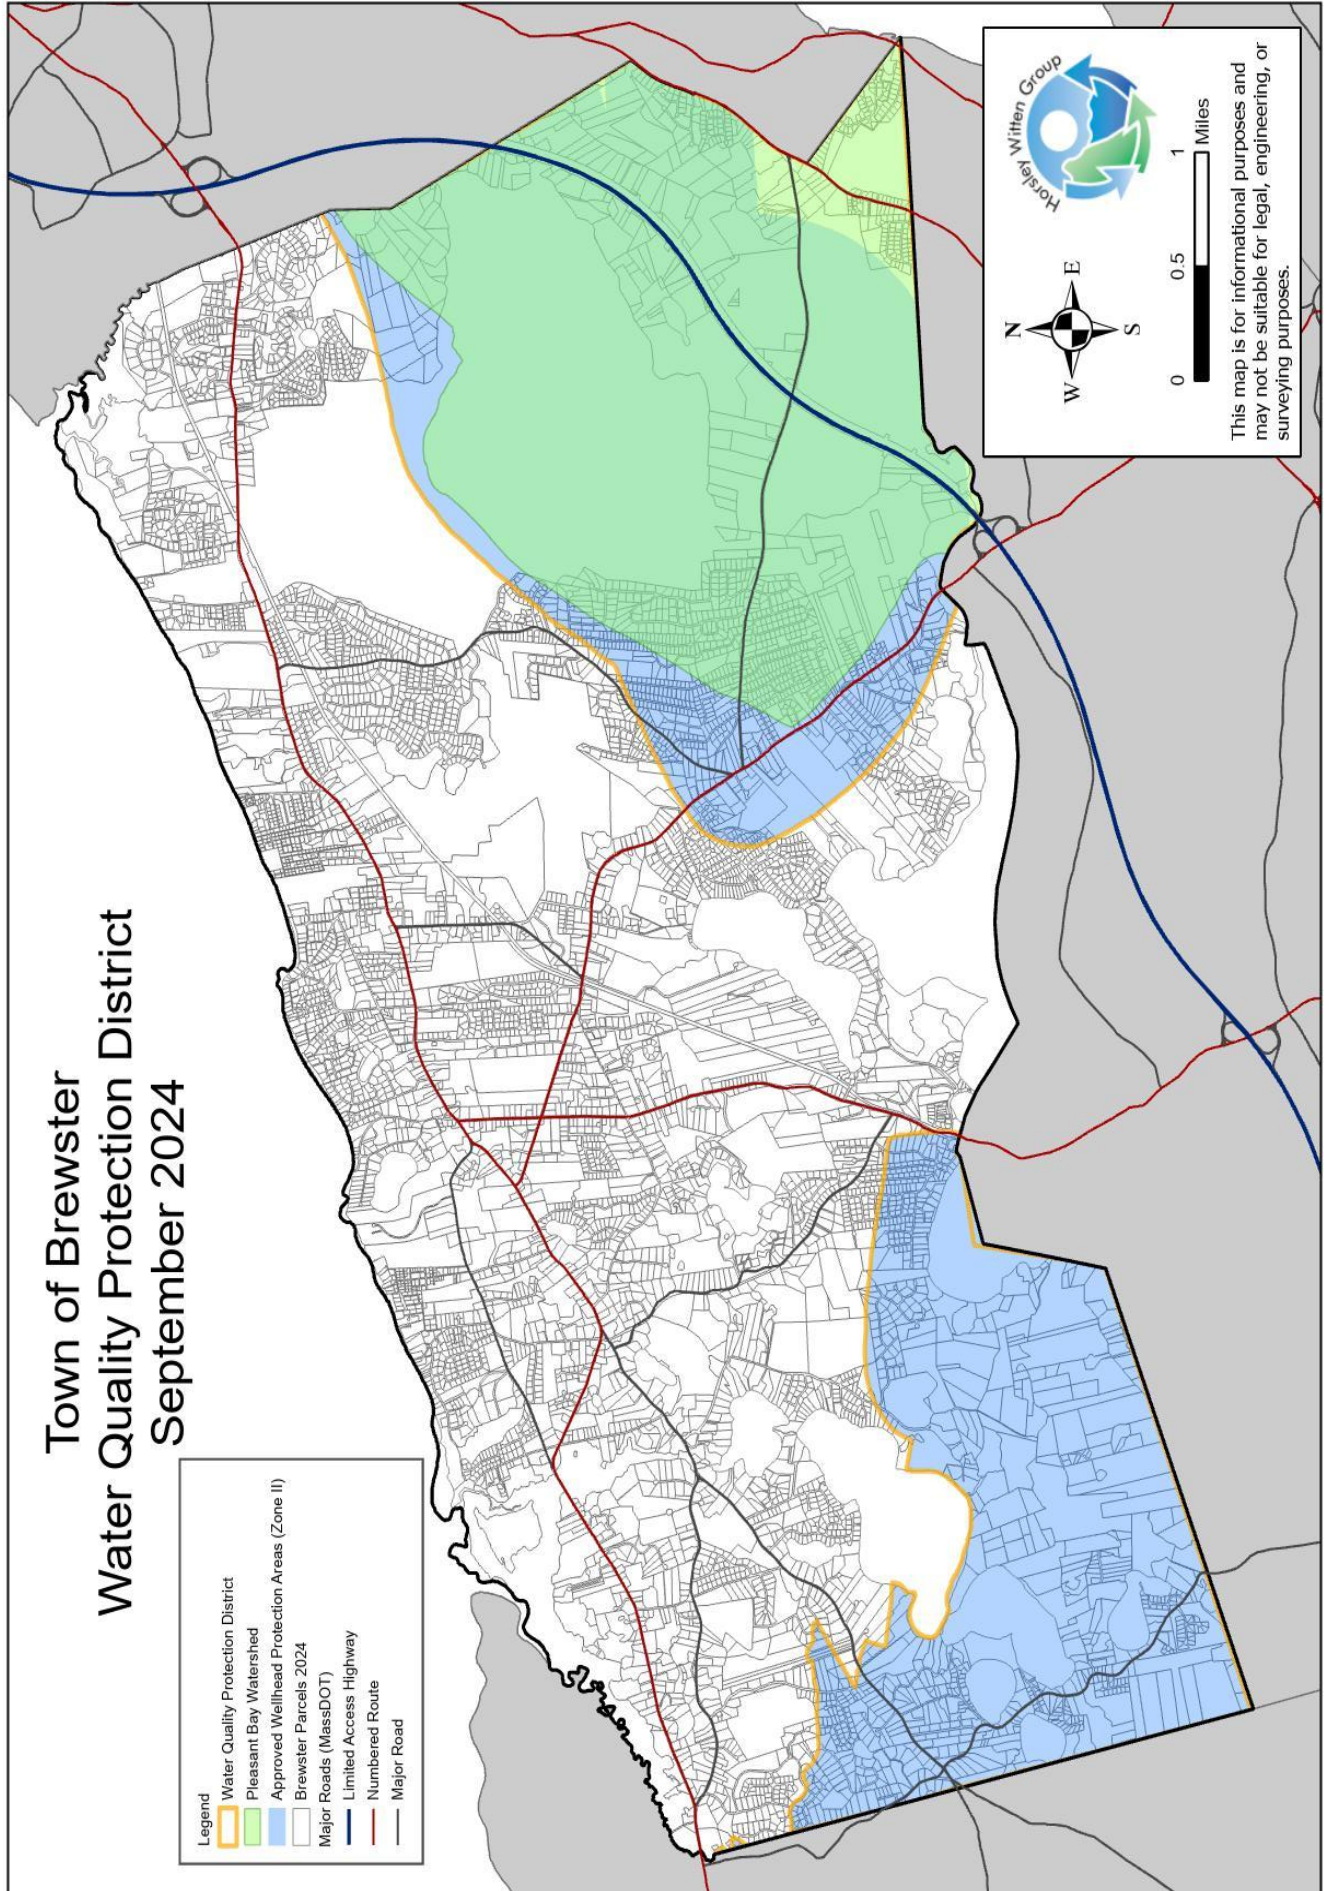 Town of Brewster
Water Quality Protection District
September 2024
Legend
Water Quality Protection District
Pleasant Bay Watershed
Approved Wellhead Protection Areas (Zone II)
Brewster Parcels 2024
Major Roads (MassDOT)
Limited Access Highway
Numbered Route
Major Road
Horsley Witten Group
N
W
E
S
0 0.5 1
Miles
This map is for informational purposes and
may not be suitable for legal, engineering, or
surveying purposes.